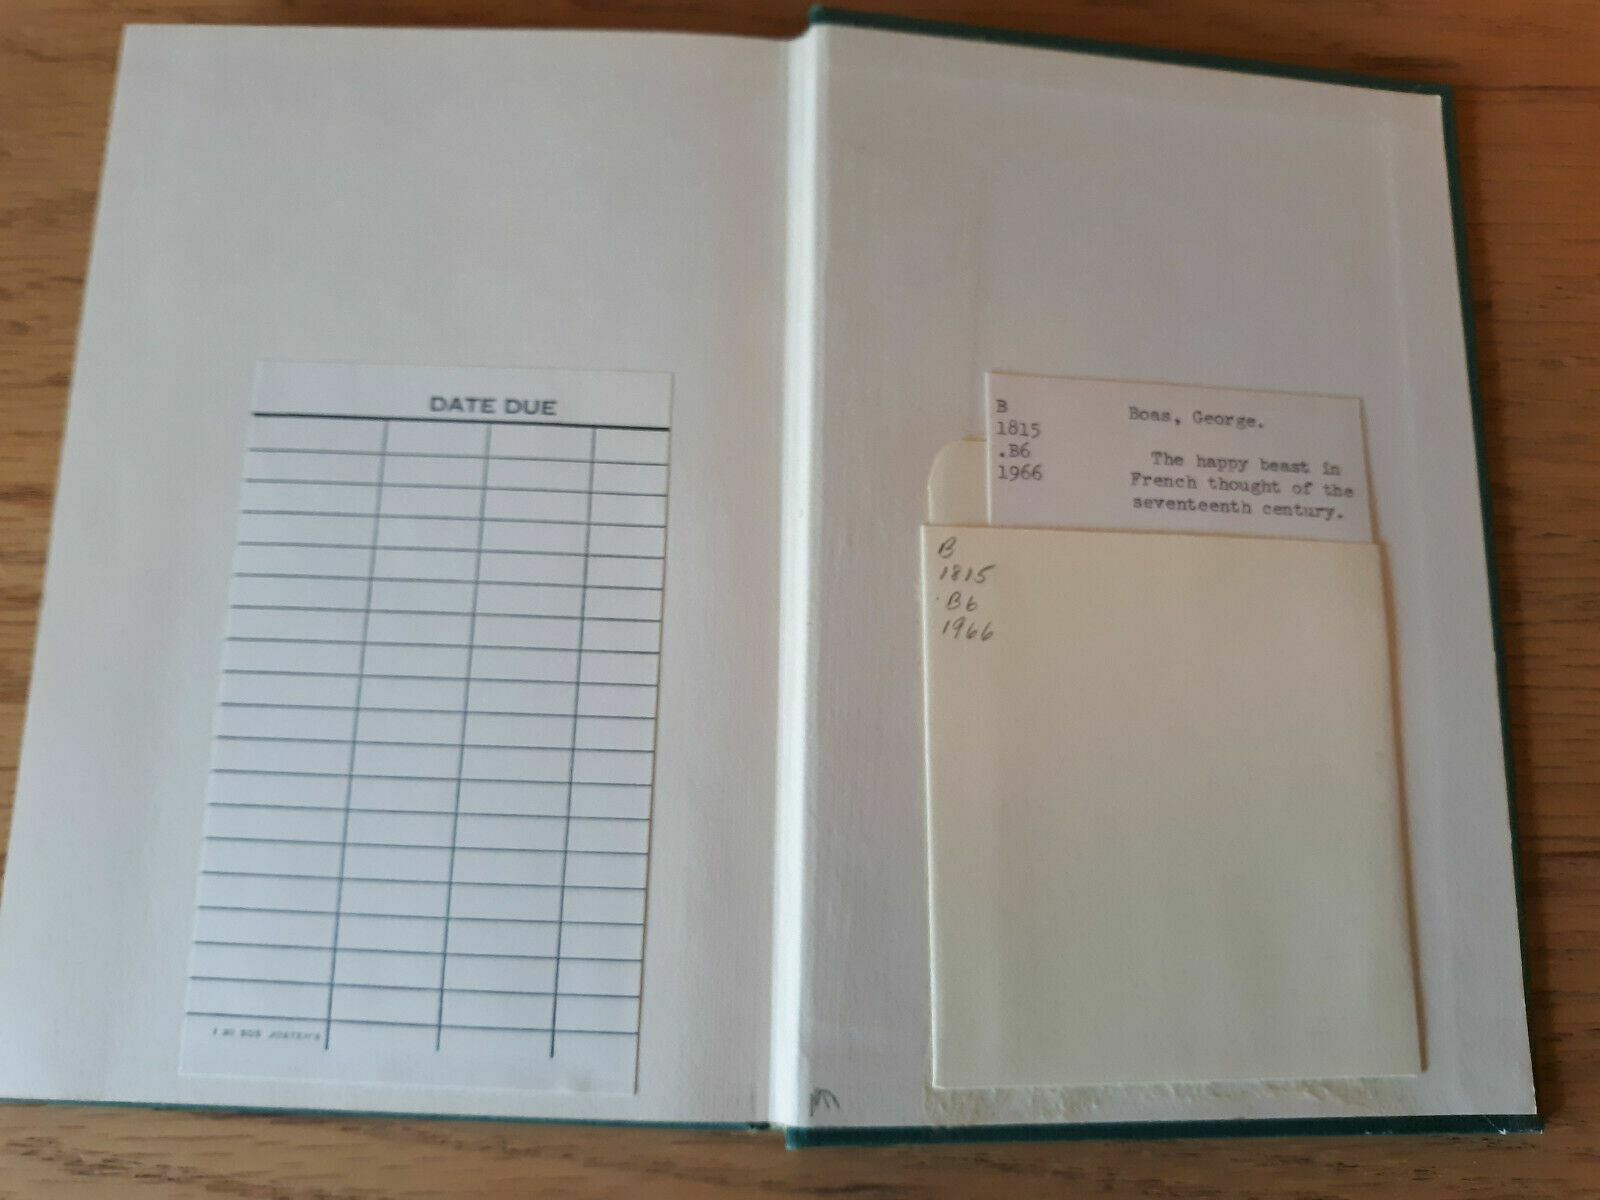 DATE DUE
JOSTEN'S
B
1815
.B6
1966
Boas, George.
The happy beast in
French thought of the
seventeenth century.
B
1815
.B6
1966
m